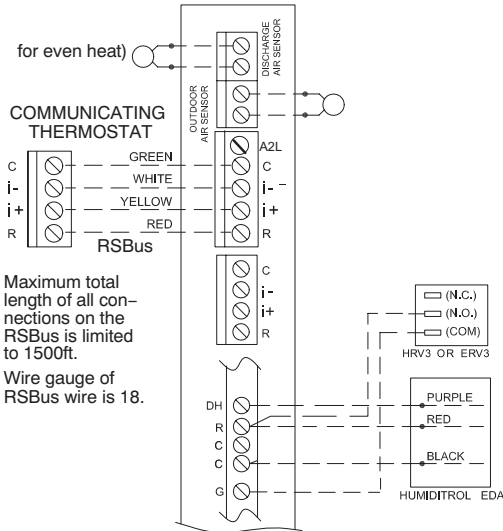 for even heat)
DISCHARGE
AIR SENSOR
OUTDOOR
AIR SENSOR
COMMUNICATING
THERMOSTAT
A2L
C
GREEN
C
i-
WHITE
i-
i+
YELLOW
i+
R
RED
R
RSBus
Maximum total
length of all con-
nections on the
RSBus is limited
to 1500ft.
Wire gauge of
RSBus wire is 18.
C
i-
i+
R
(N.C.)
(N.O.)
(COM)
HRV3 OR ERV3
DH
PURPLE
R
RED
C
C
BLACK
G
HUMIDITROL EDA